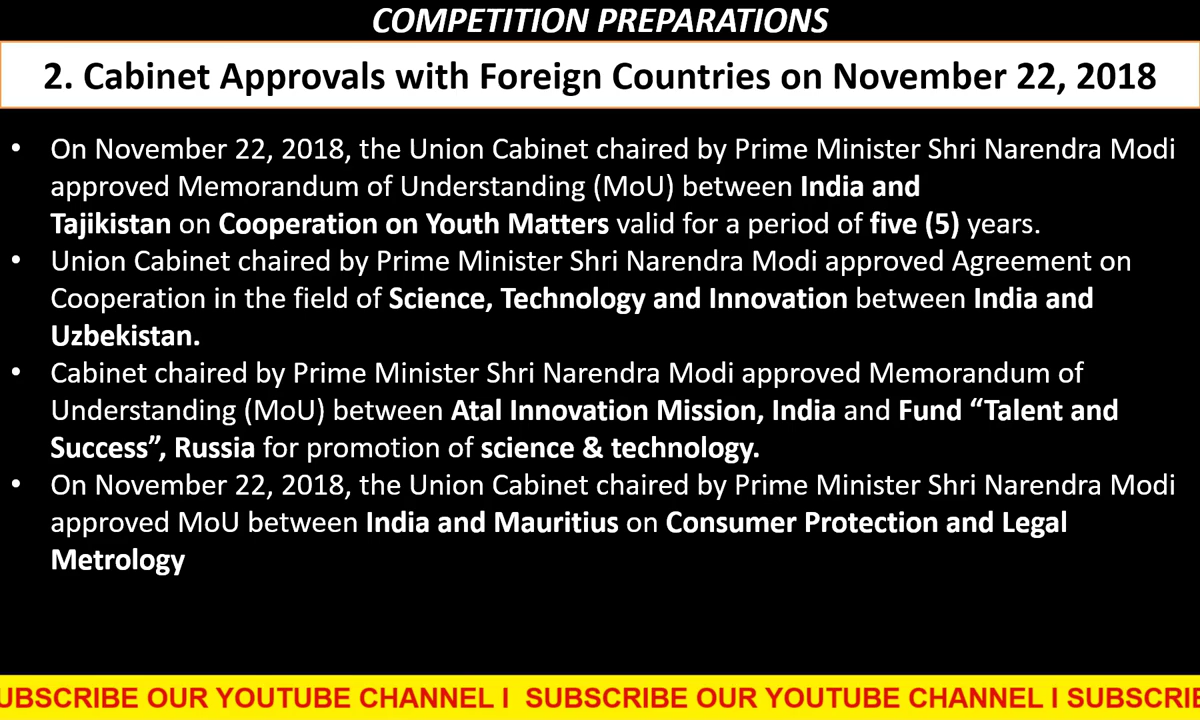 COMPETITION PREPARATIONS
2. Cabinet Approvals with Foreign Countries on November 22, 2018
• On November 22, 2018, the Union Cabinet chaired by Prime Minister Shri Narendra Modi
approved Memorandum of Understanding (MoU) between India and
Tajikistan on Cooperation on Youth Matters valid for a period of five (5) years.
• Union Cabinet chaired by Prime Minister Shri Narendra Modi approved Agreement on
Cooperation in the field of Science, Technology and Innovation between India and
Uzbekistan.
• Cabinet chaired by Prime Minister Shri Narendra Modi approved Memorandum of
Understanding (MoU) between Atal Innovation Mission, India and Fund “Talent and
Success”, Russia for promotion of science & technology.
• On November 22, 2018, the Union Cabinet chaired by Prime Minister Shri Narendra Modi
approved MoU between India and Mauritius on Consumer Protection and Legal
Metrology
UBSCRIBE OUR YOUTUBE CHANNEL I SUBSCRIBE OUR YOUTUBE CHANNEL I SUBSCRI